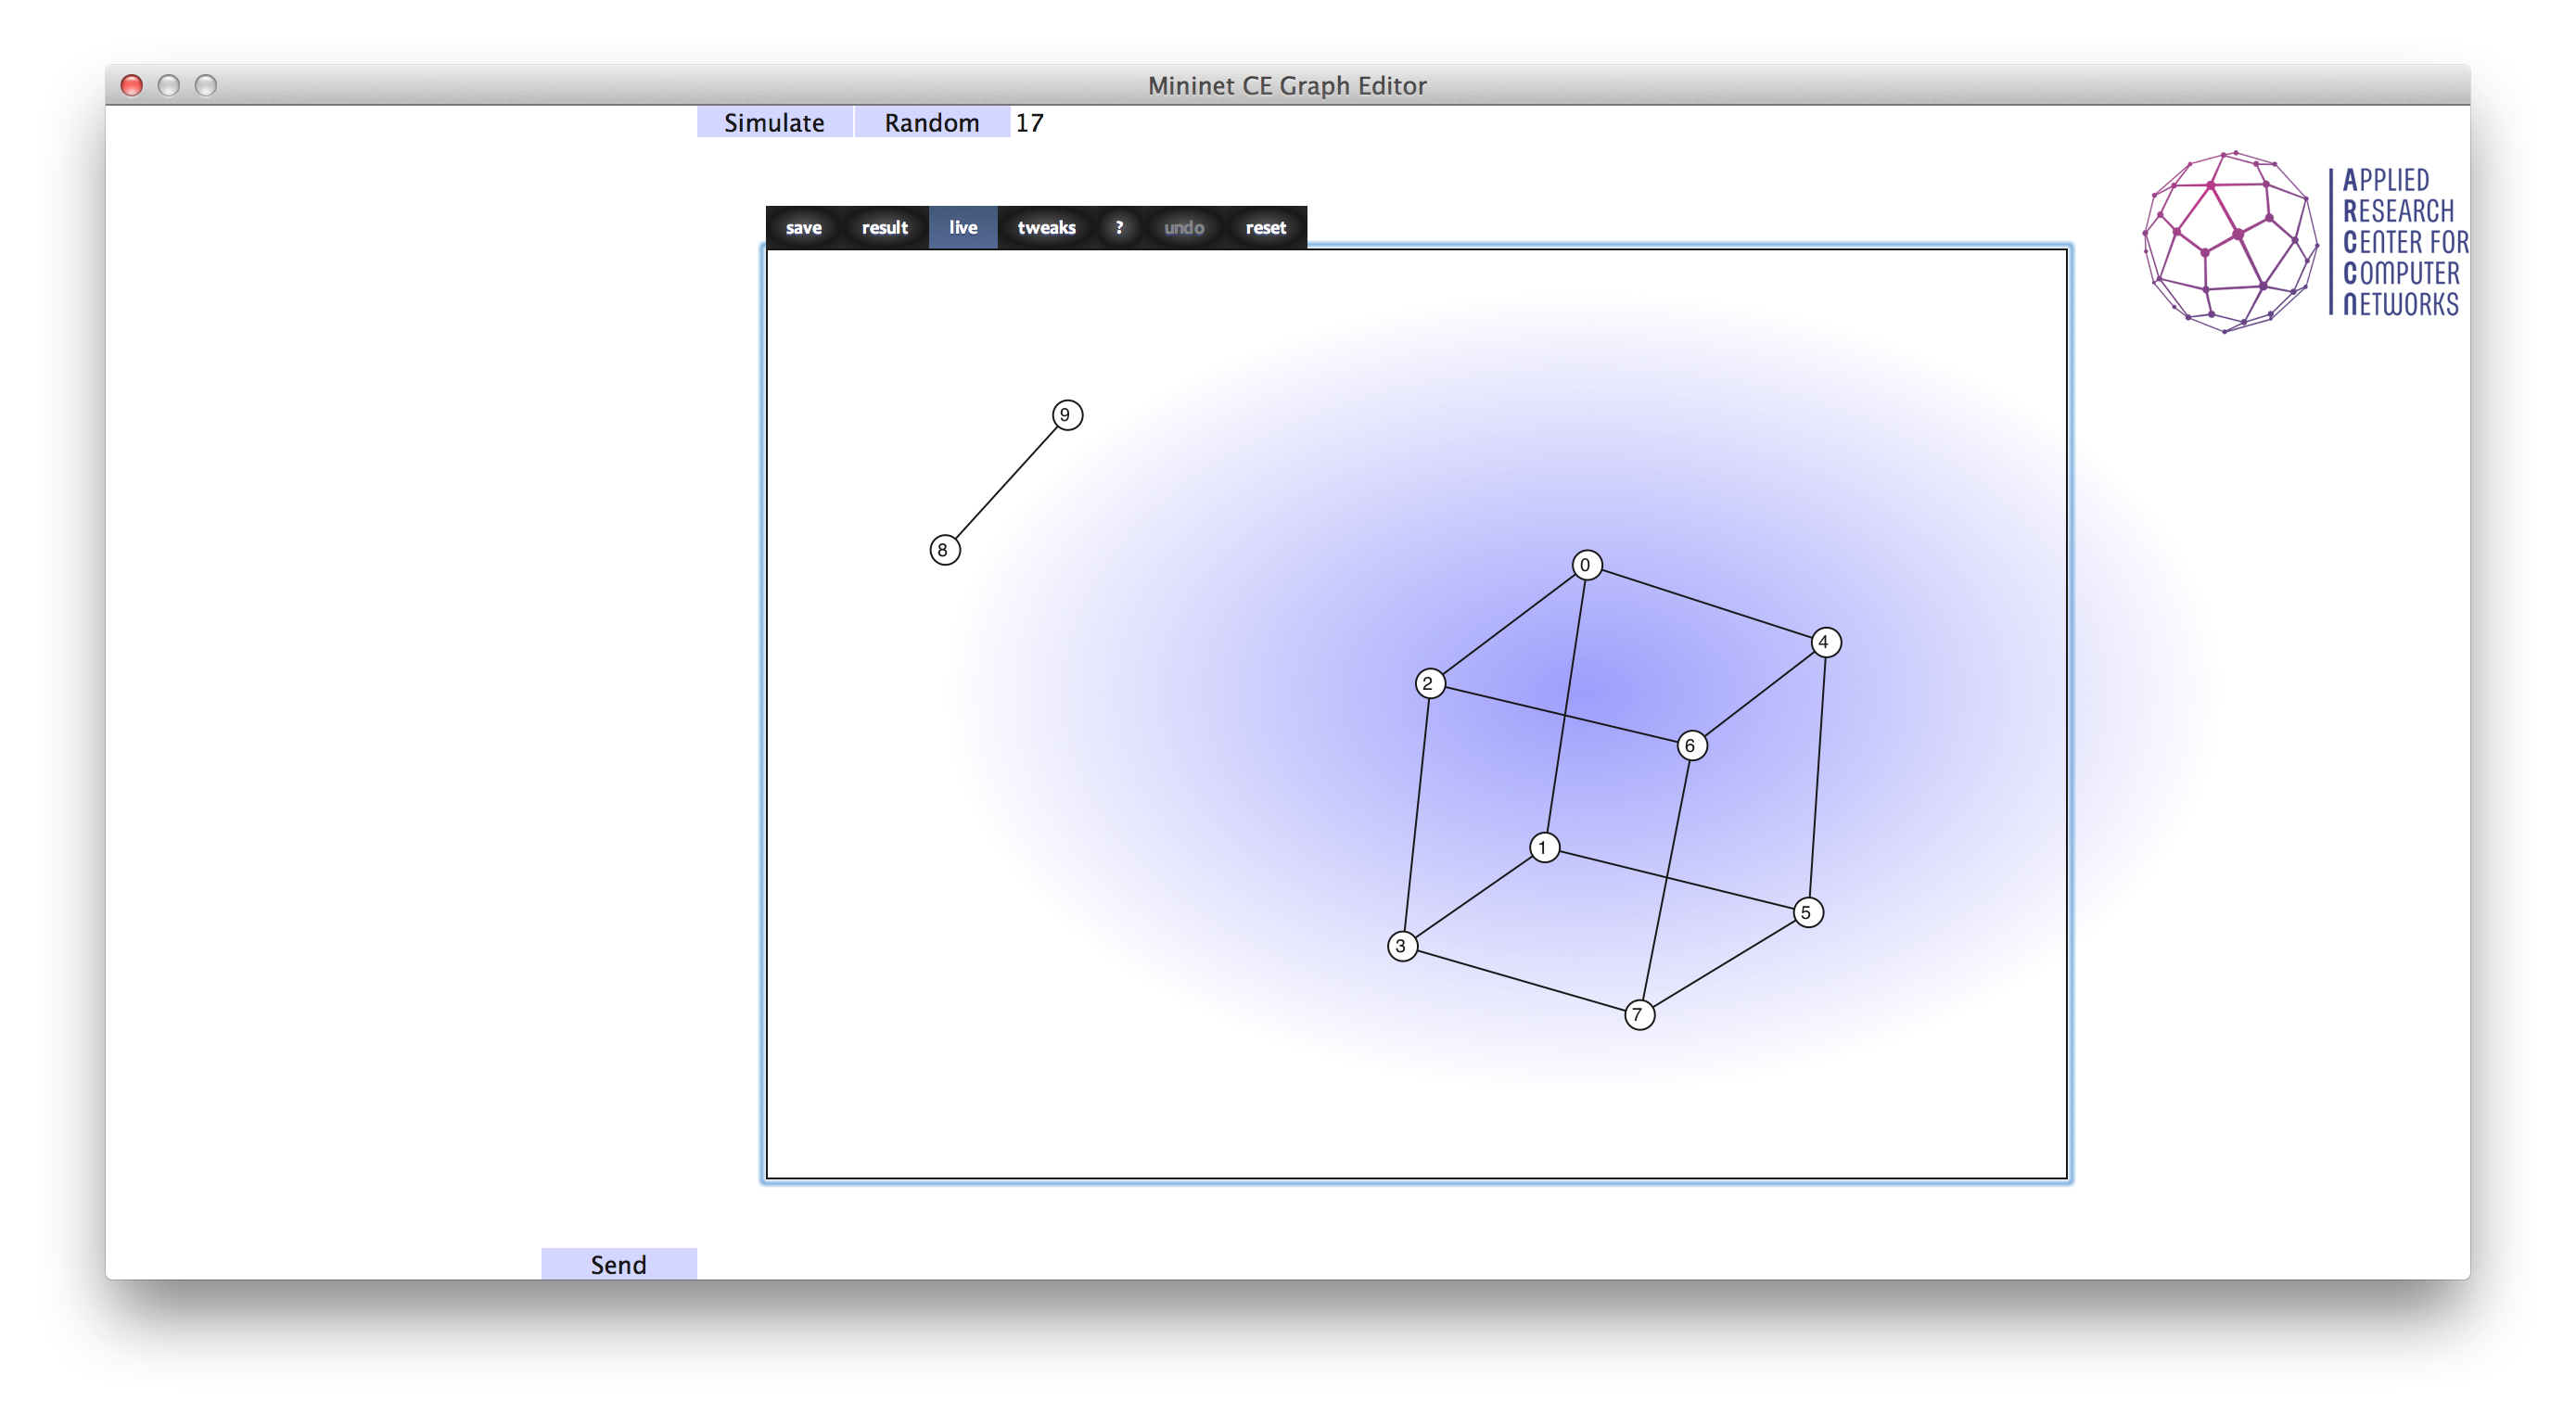 Mininet CE Graph Editor
Simulate Random 17
APPLIED
RESEARCH
CENTER FOR
COMPUTER
NETWORKS
save result live tweaks ? undo reset
9
8
0
4
2
6
1
5
3
7
Send